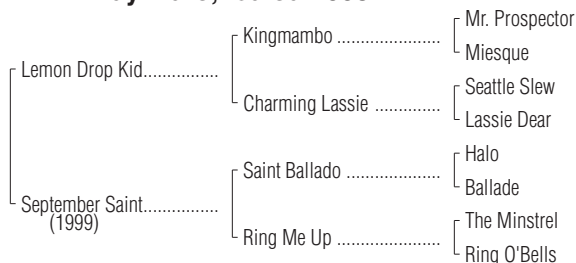 Mr. Prospector
Kingmambo ..................
Miesque
Lemon Drop Kid................
Seattle Slew
Charming Lassie ..............
Lassie Dear
Halo
Saint Ballado ....................
Ballade
September Saint................
(1999)
The Minstrel
Ring Me Up ......................
Ring O'Bells